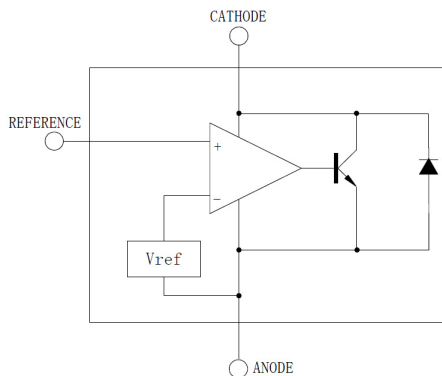 CATHODE
REFERENCE
+
−
Vref
ANODE